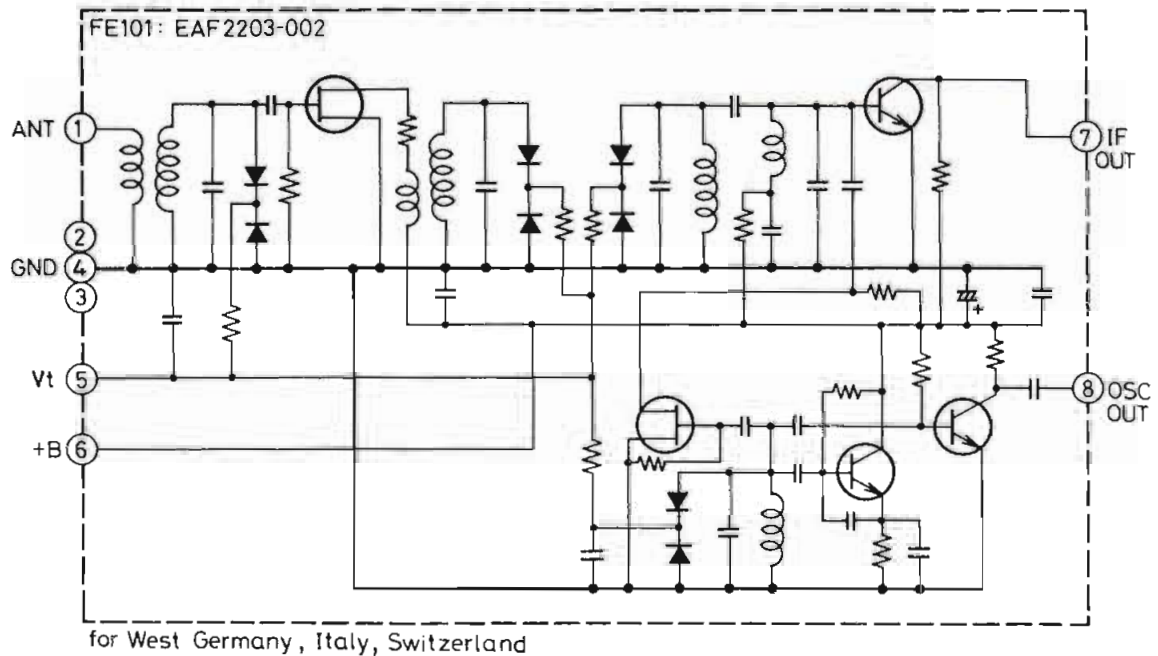 FE101: EAF2203-002
ANT 1
2
GND 4
3
Vt 5
+B 6
7 IF OUT
+
8 OSC OUT
for West Germany, Italy, Switzerland